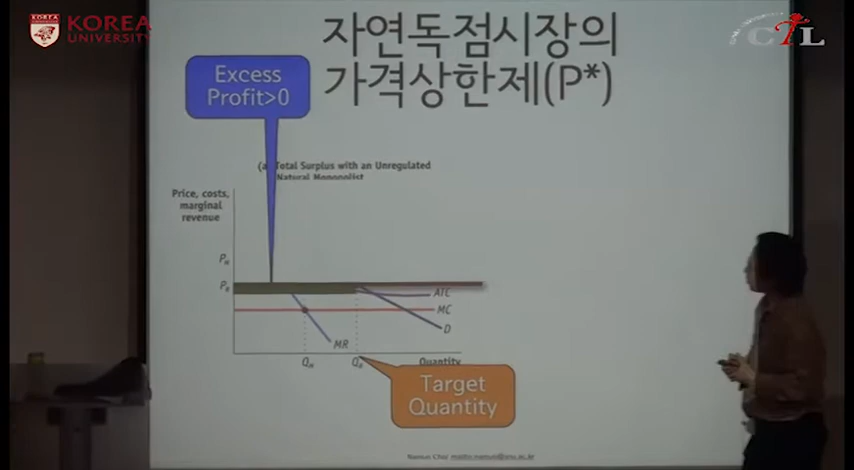 KOREA
UNIVERSITY
CTL
자연독점시장의
가격상한제(P*)
Excess
Profit>0
Total Surplus with an Unregulated
Natural Monopolist
Price, costs,
marginal
revenue
P_M
P_R
ATC
MC
D
MR
Q_M
Q_R
Quantity
Target
Quantity